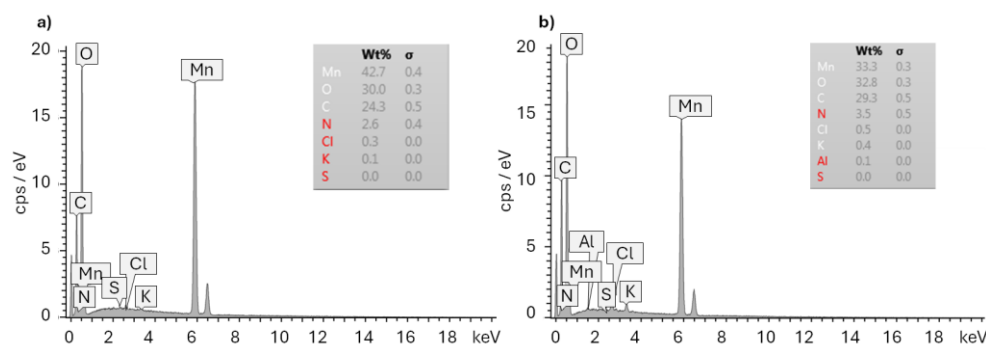 a)
20
15
10
5
0
cps / eV
O
C
Mn
N
S
Cl
K
Mn
0 2 4 6 8 10 12 14 16 18 keV
Wt% σ
Mn 42.7 0.4
O 30.0 0.3
C 24.3 0.5
N 2.6 0.4
Cl 0.3 0.0
K 0.1 0.0
S 0.0 0.0
b)
20
15
10
5
0
cps / eV
O
C
Al
Mn
N
S
Cl
K
Mn
0 2 4 6 8 10 12 14 16 18 keV
Wt% σ
Mn 33.3 0.3
O 32.8 0.3
C 29.3 0.5
N 3.5 0.5
Cl 0.5 0.0
K 0.4 0.0
Al 0.1 0.0
S 0.0 0.0